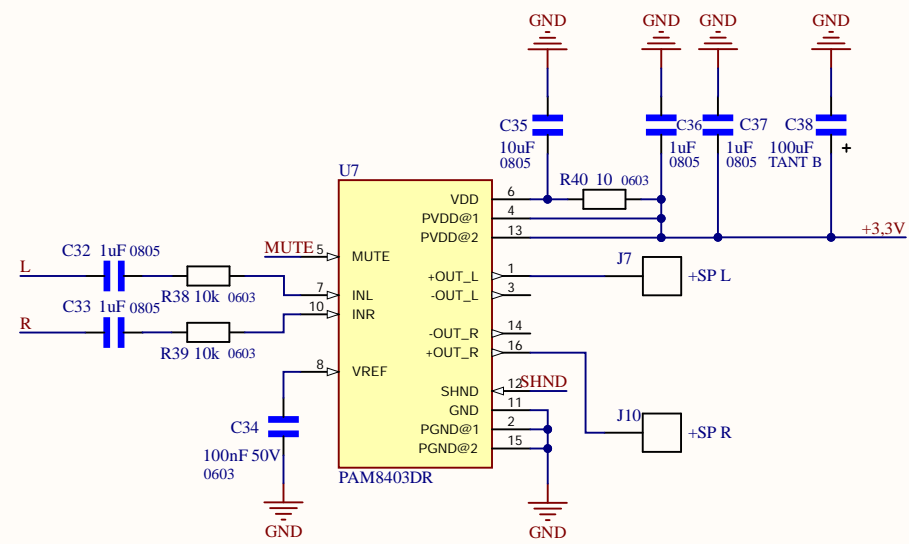 GND GND GND GND
C35 10uF 0805
C36 1uF 0805
C37 1uF 0805
C38 100uF TANT B +
U7
R40 10 0603
VDD 6
PVDD@1 4
PVDD@2 13
+3,3V
MUTE 5 MUTE
C32 1uF 0805
L
R38 10k 0603
7 INL
C33 1uF 0805
10 INR
R
R39 10k 0603
+OUT_L 1
-OUT_L 3
J7
+SP L
-OUT_R 14
+OUT_R 16
8 VREF
SHND 12 SHND
GND 11
PGND@1 2
PGND@2 15
J10
+SP R
C34
100nF 50V
0603
PAM8403DR
GND GND